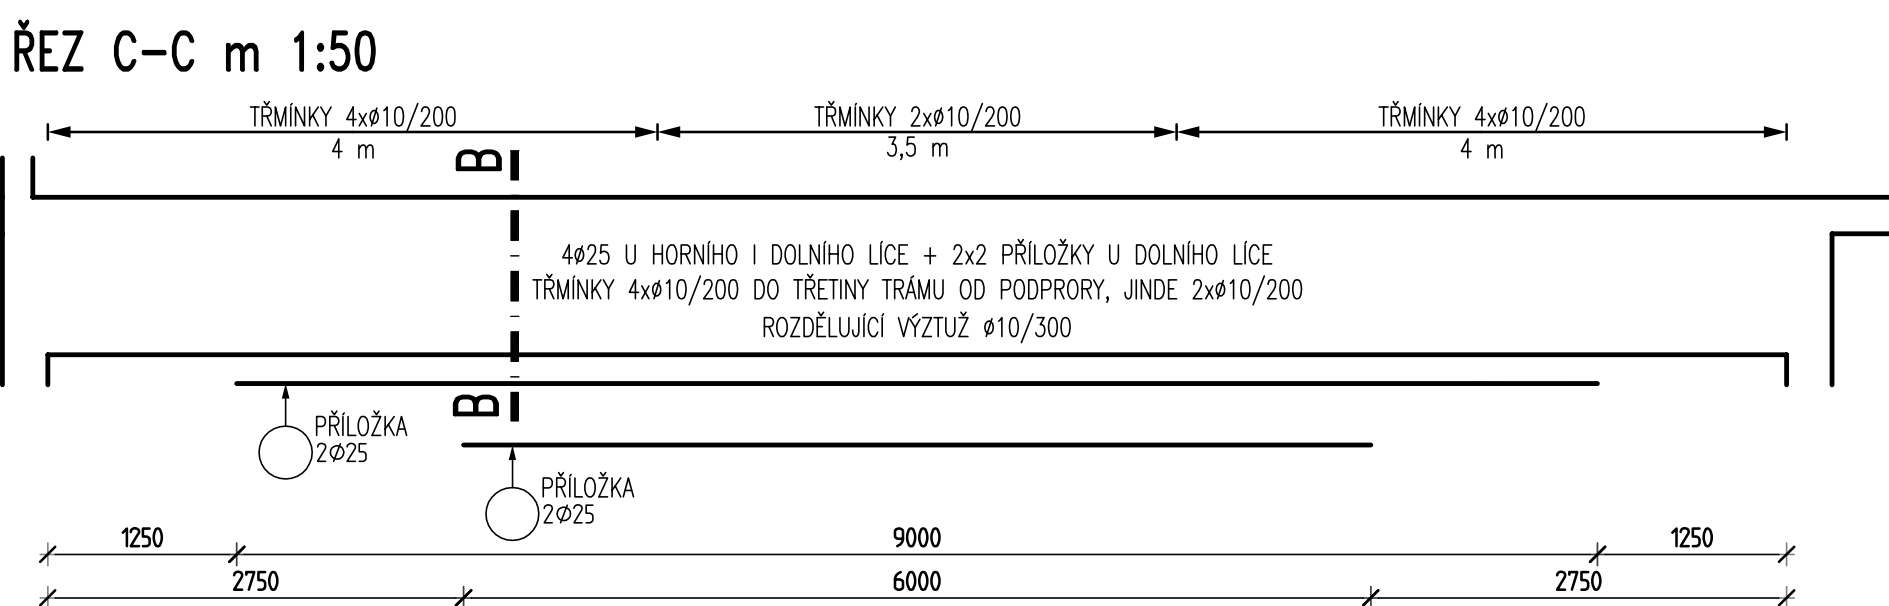 ŘEZ C-C m 1:50
TŘMÍNKY 4xø10/200
4 m
TŘMÍNKY 2xø10/200
3,5 m
TŘMÍNKY 4xø10/200
4 m
B
4ø25 U HORNÍHO I DOLNÍHO LÍCE + 2x2 PŘÍLOŽKY U DOLNÍHO LÍCE
TŘMÍNKY 4xø10/200 DO TŘETINY TRÁMU OD PODPRORY, JINDE 2xø10/200
ROZDĚLUJÍCÍ VÝZTUŽ ø10/300
B
PŘÍLOŽKA
2Ø25
PŘÍLOŽKA
2Ø25
1250 9000 1250
2750 6000 2750